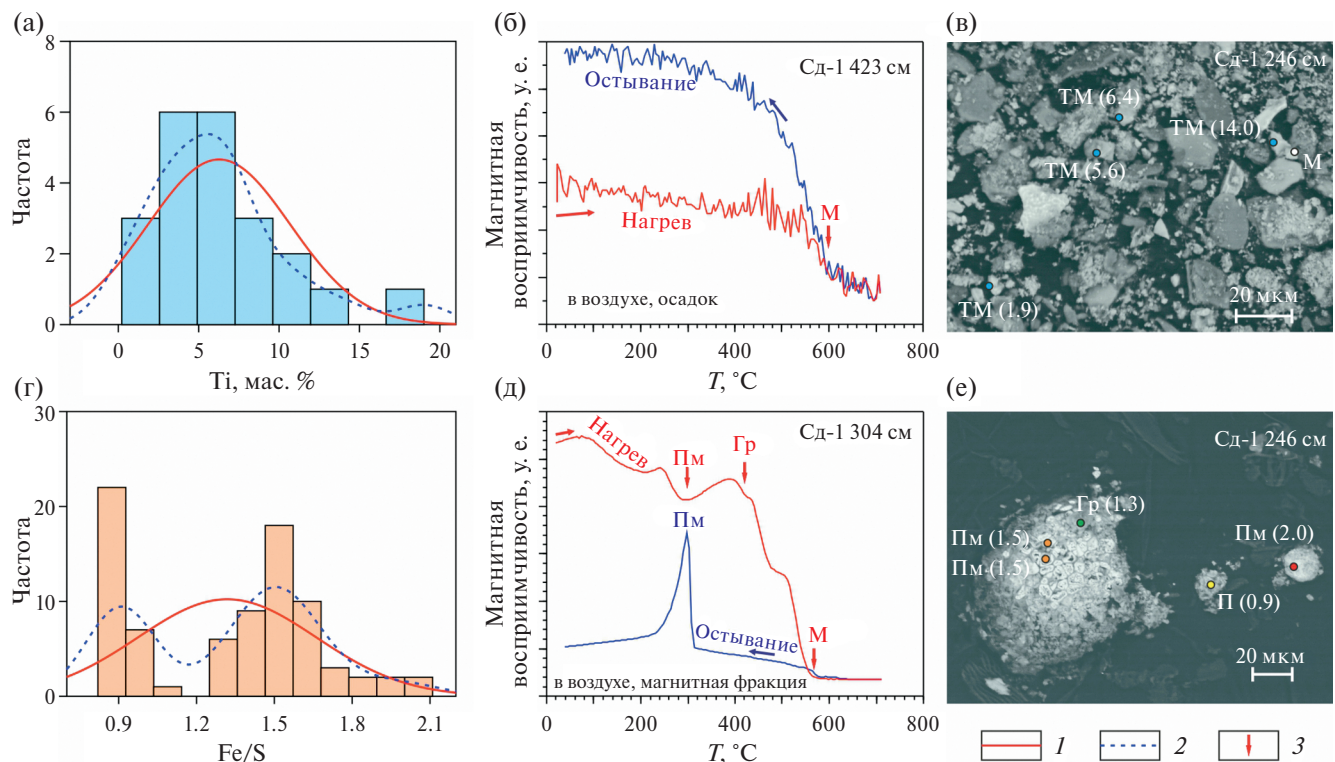 (а)
8
6
4
2
0
Частота
0
5
10
15
20
Ti, мас. %
(б)
Магнитная
восприимчивость, у. е.
Сд-1 423 см
Остывание
Нагрев
М
в воздухе, осадок
0
200
400
600
800
T, °C
(в)
Сд-1 246 см
ТМ (6.4)
ТМ (14.0)
ТМ (5.6)
М
ТМ (1.9)
20 мкм
(г)
30
20
10
0
Частота
0.9
1.2
1.5
1.8
2.1
Fe/S
(д)
Магнитная
восприимчивость, у. е.
Сд-1 304 см
Нагрев
Пм
Гр
Пм
Остывание
М
в воздухе, магнитная фракция
0
200
400
600
800
T, °C
(е)
Сд-1 246 см
Гр (1.3)
Пм (1.5)
Пм (1.5)
Пм (2.0)
П (0.9)
20 мкм
1
2
3